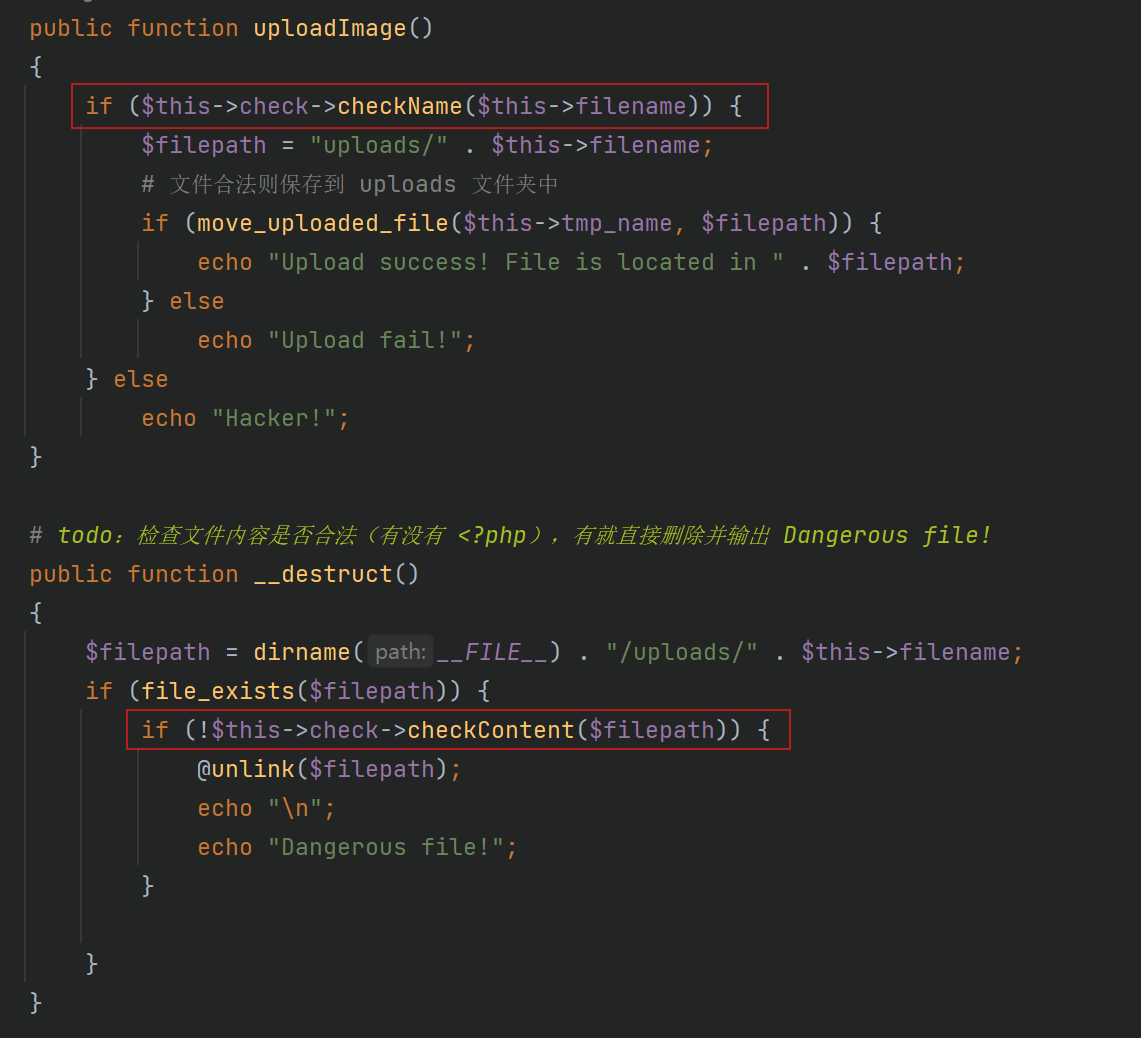 public function uploadImage()
{
if ($this->check->checkName($this->filename)) {
$filepath = "uploads/" . $this->filename;
# 文件合法则保存到 uploads 文件夹中
if (move_uploaded_file($this->tmp_name, $filepath)) {
echo "Upload success! File is located in " . $filepath;
} else
echo "Upload fail!";
} else
echo "Hacker!";
}
# todo：检查文件内容是否合法（有没有 <?php），有就直接删除并输出 Dangerous file!
public function __destruct()
{
$filepath = dirname( path: __FILE__) . "/uploads/" . $this->filename;
if (file_exists($filepath)) {
if (!$this->check->checkContent($filepath)) {
@unlink($filepath);
echo "\n";
echo "Dangerous file!";
}
}
}